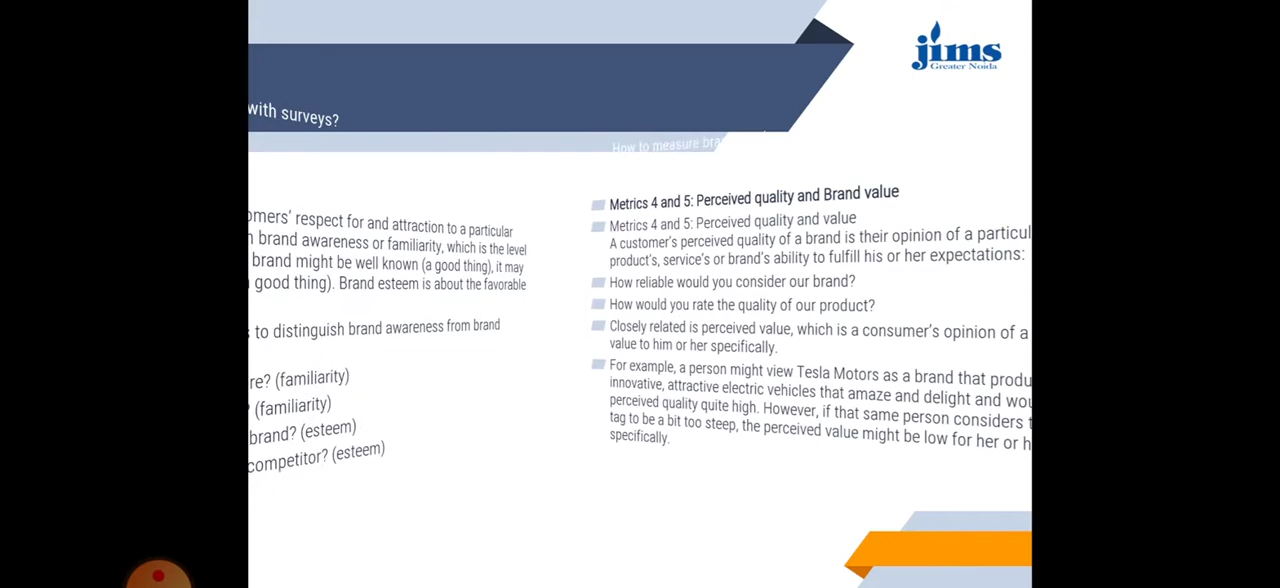 jims
Greater Noida
with surveys?
How to measure
omers' respect for and attraction to a particular
brand awareness or familiarity, which is the level
brand might be well known (a good thing), it may
good thing). Brand esteem is about the favorable
to distinguish brand awareness from brand
re? (familiarity)
? (familiarity)
brand? (esteem)
competitor? (esteem)
Metrics 4 and 5: Perceived quality and Brand value
Metrics 4 and 5: Perceived quality and value
A customer's perceived quality of a brand is their opinion of a particul
product's, service's or brand's ability to fulfill his or her expectations:
How reliable would you consider our brand?
How would you rate the quality of our product?
Closely related is perceived value, which is a consumer's opinion of a
value to him or her specifically.
For example, a person might view Tesla Motors as a brand that produ
innovative, attractive electric vehicles that amaze and delight and wou
perceived quality quite high. However, if that same person considers
tag to be a bit too steep, the perceived value might be low for her or h
specifically.